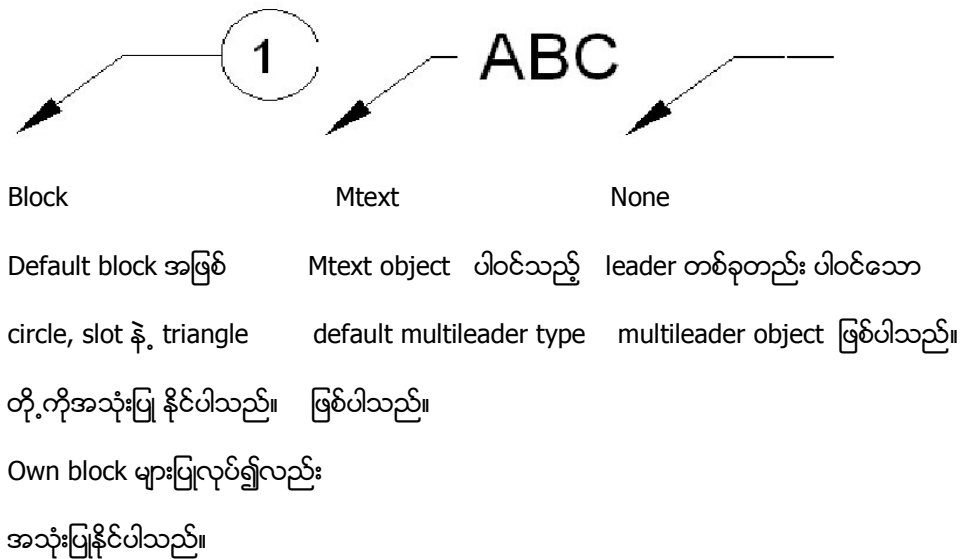 1 ABC
Block Mtext None
Default block အဖြစ် Mtext object ပါဝင်သည့် leader တစ်ခုတည်း ပါဝင်သော
circle, slot နဲ့ triangle default multileader type multileader object ဖြစ်ပါသည်။
တို့ကိုအသုံးပြု နိုင်ပါသည်။ ဖြစ်ပါသည်။
Own block များပြုလုပ်၍လည်း
အသုံးပြုနိုင်ပါသည်။